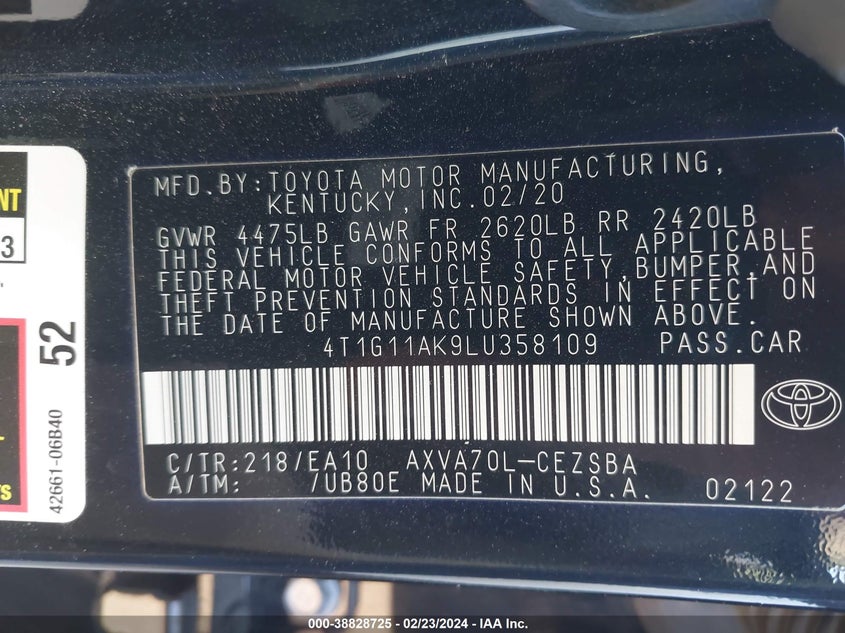 NT
3
52
42661-06B40
MFD.BY:TOYOTA MOTOR MANUFACTURING,
KENTUCKY,INC.02/20
GVWR 4475LB GAWR FR 2620LB RR 2420LB
THIS VEHICLE CONFORMS TO ALL APPLICABLE
FEDERAL MOTOR VEHICLE SAFETY,BUMPER,AND
THEFT PREVENTION STANDARDS IN EFFECT ON
THE DATE OF MANUFACTURE SHOWN ABOVE.
4T1G11AK9LU358109 PASS.CAR
C/TR:218/EA10 AXVA70L-CEZSBA
A/TM: /UB80E MADE IN U.S.A. 02122
000-38828725 - 02/23/2024 - IAA Inc.